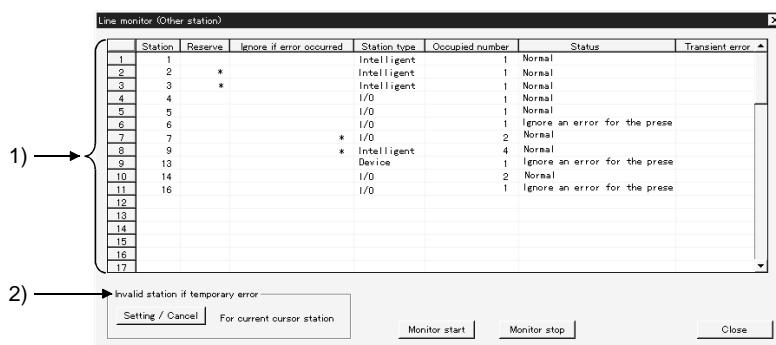 Line monitor (Other station)
Station Reserve Ignore if error occurred Station type Occupied number Status Transient error
1 1 Intelligent 1 Normal
2 2 * Intelligent 1 Normal
3 3 * Intelligent 1 Normal
4 4 I/O 1 Normal
5 5 I/O 1 Normal
6 6 I/O 1 Ignore an error for the prese
7 7 * I/O 2 Normal
8 9 * Intelligent 4 Normal
9 13 Device 1 Ignore an error for the prese
10 14 I/O 2 Normal
11 16 I/O 1 Ignore an error for the prese
12
13
14
15
16
17
1)
2)
Invalid station if temporary error
Setting / Cancel For current cursor station
Monitor start Monitor stop Close